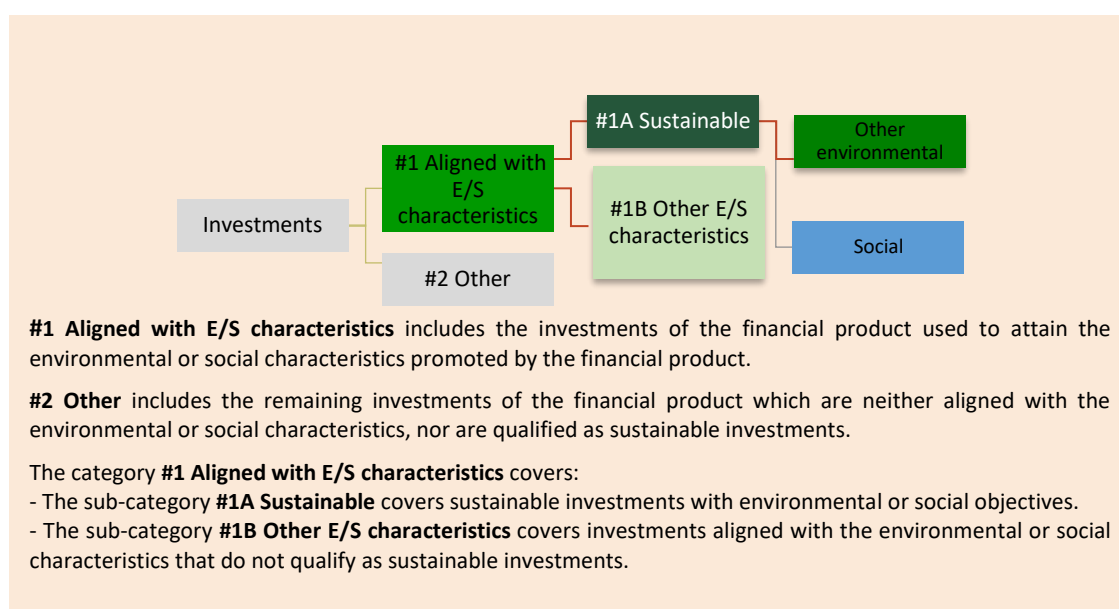 #1A Sustainable
Other
environmental
#1 Aligned with
E/S
characteristics
#1B Other E/S
characteristics
Investments
Social
#2 Other
#1 Aligned with E/S characteristics includes the investments of the financial product used to attain the
environmental or social characteristics promoted by the financial product.
#2 Other includes the remaining investments of the financial product which are neither aligned with the
environmental or social characteristics, nor are qualified as sustainable investments.
The category #1 Aligned with E/S characteristics covers:
- The sub-category #1A Sustainable covers sustainable investments with environmental or social objectives.
- The sub-category #1B Other E/S characteristics covers investments aligned with the environmental or social
characteristics that do not qualify as sustainable investments.